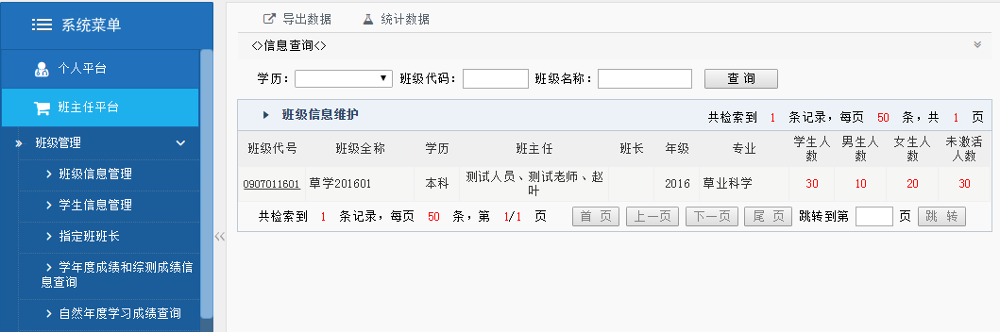 系统菜单
个人平台
班主任平台
班级管理
班级信息管理
学生信息管理
指定班班长
学年度成绩和综测成绩信
息查询
自然年度学习成绩查询
导出数据 统计数据
<>信息查询<>
学历： 班级代码： 班级名称： 查 询
班级信息维护
共检索到 1 条记录，每页 50 条，共 1 页
班级代号 班级全称 学历 班主任 班长 年级 专业 学生人数 男生人数 女生人数 未激活人数
0907011601 草学201601 本科 测试人员、测试老师、赵叶 2016 草业科学 30 10 20 30
共检索到 1 条记录，每页 50 条，第 1/1 页 首 页 上一页 下一页 尾 页 跳转到第 页 跳 转